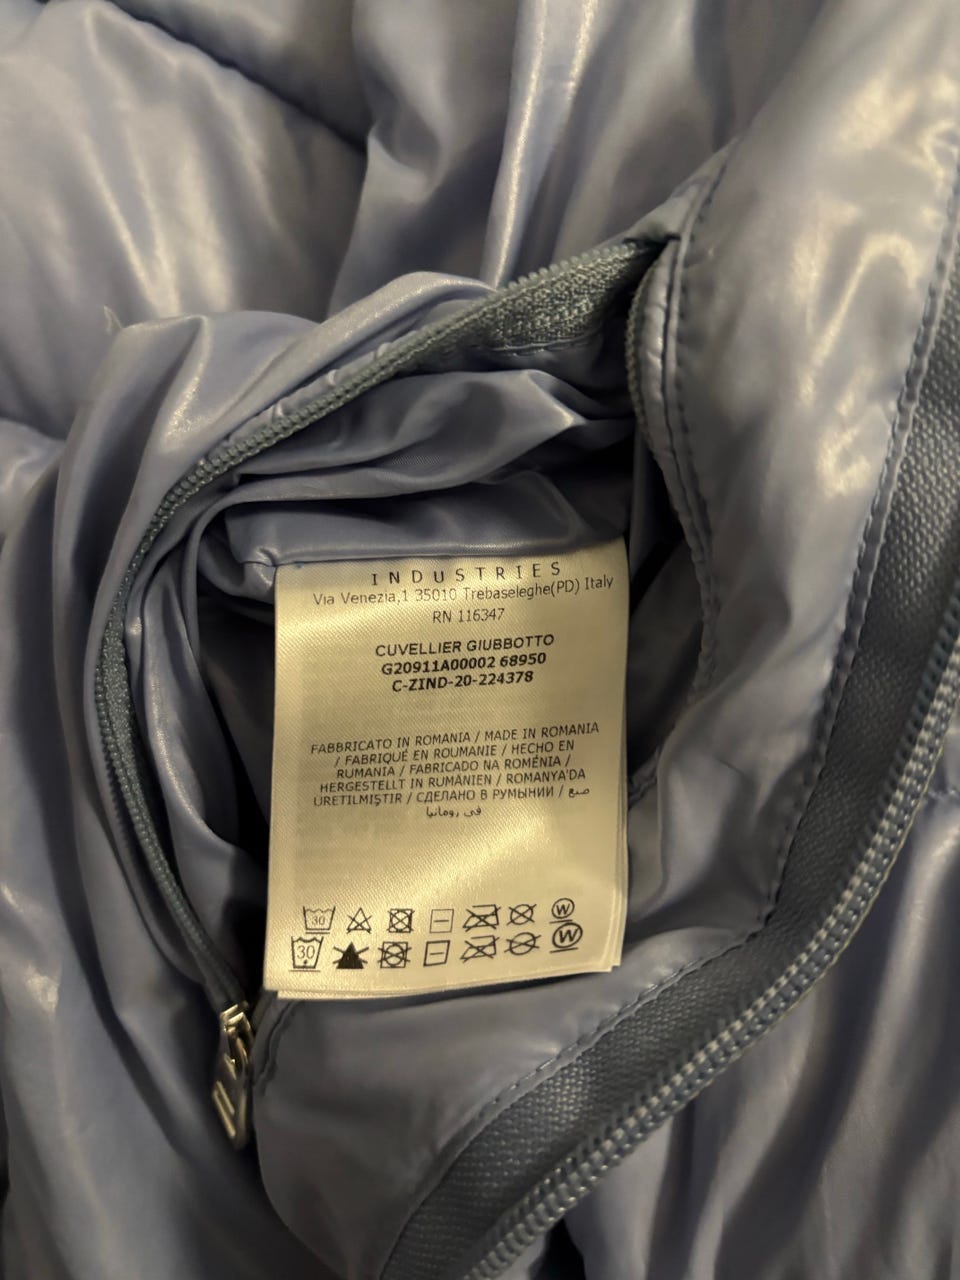 INDUSTRIES
Via Venezia,1 35010 Trebaseleghe(PD) Italy
RN 116347
CUVELLIER GIUBBOTTO
G20911A00002 68950
C-ZIND-20-224378
FABBRICATO IN ROMANIA / MADE IN ROMANIA
/ FABRIQUÉ EN ROUMANIE / HECHO EN
RUMANIA / FABRICADO NA ROMÉNIA /
HERGESTELLT IN RUMÄNIEN / ROMANYA'DA
ÜRETILMIŞTIR / СДЕЛАНО В РУМЫНИИ / صنع
في رومانيا
30 W
30 W